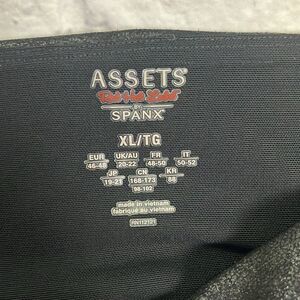 ASSETS®
Red Hot Label
BY
SPANX®
XL/TG
EUR UK/AU FR IT
46-48 20-22 48-50 50-52
JP CN KR
19-21 168-173 88
98-102
made in vietnam
fabriqué au vietnam